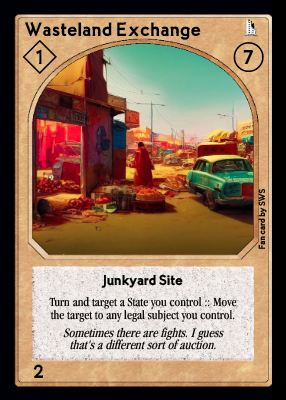 Wasteland Exchange
1
7
Fan card by SWS
Junkyard Site
Turn and target a State you control :: Move
the target to any legal subject you control.
Sometimes there are fights. I guess
that's a different sort of auction.
2